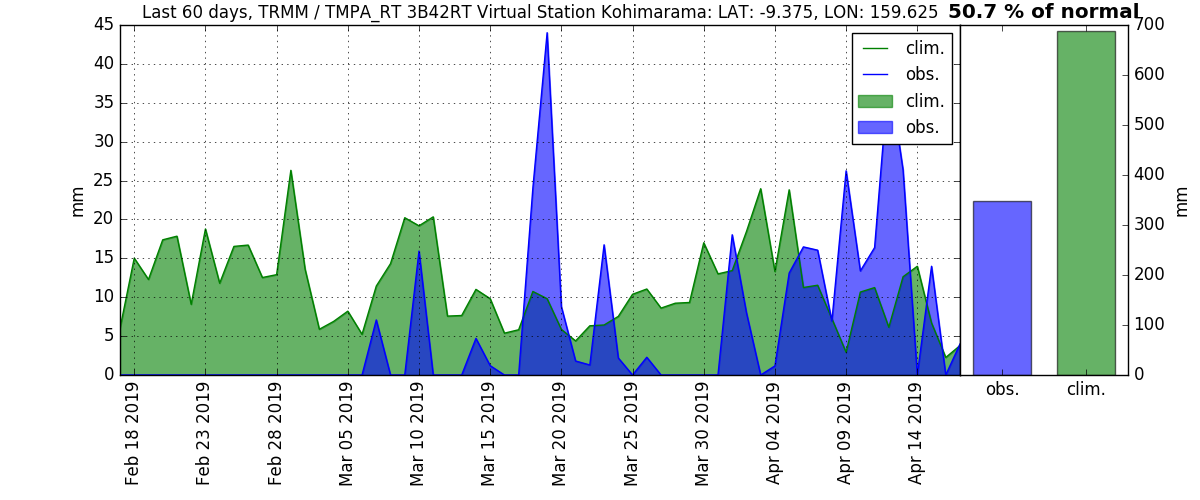 Last 60 days, TRMM / TMPA_RT 3B42RT Virtual Station Kohimarama: LAT: -9.375, LON: 159.625
50.7 % of normal
45
40
35
30
25
20
15
10
5
0
mm
clim.
obs.
clim.
obs.
700
600
500
400
300
200
100
0
mm
Feb 18 2019
Feb 23 2019
Feb 28 2019
Mar 05 2019
Mar 10 2019
Mar 15 2019
Mar 20 2019
Mar 25 2019
Mar 30 2019
Apr 04 2019
Apr 09 2019
Apr 14 2019
obs.
clim.